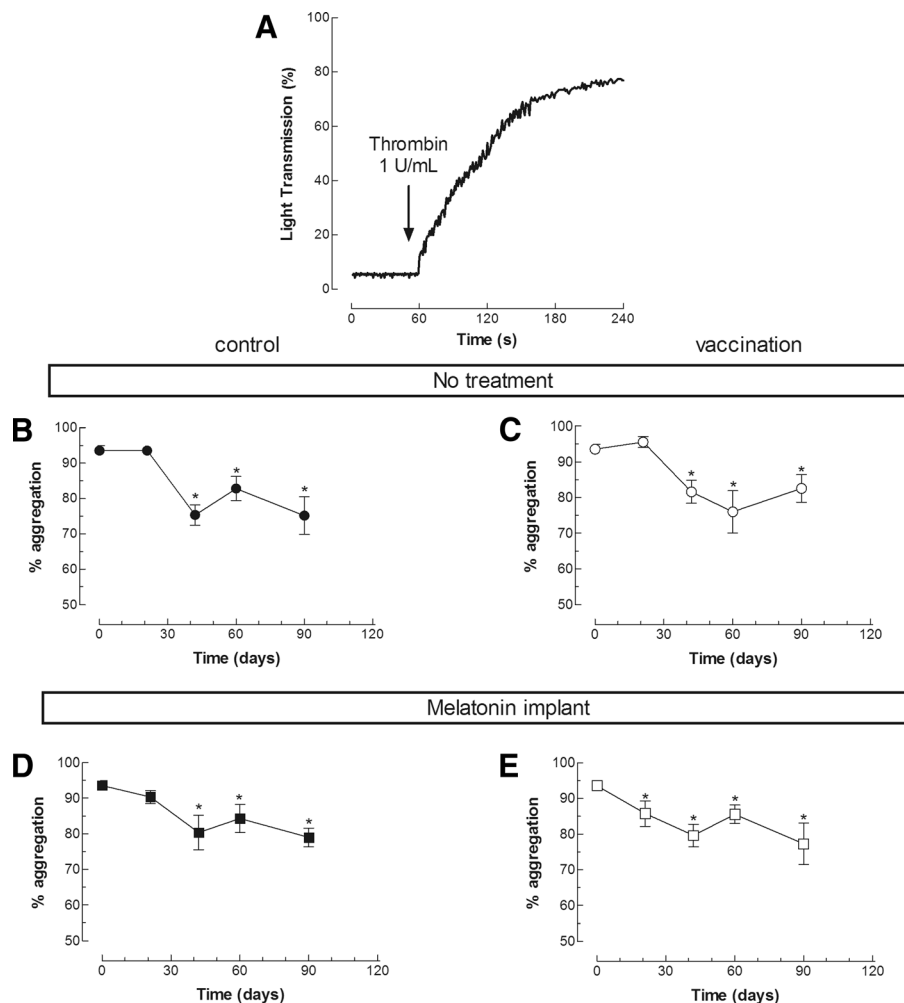 A
Light Transmission (%)
100
80
60
40
20
0
Thrombin
1 U/mL
0 60 120 180 240
Time (s)
control vaccination
No treatment
B
% aggregation
100
90
80
70
60
50
* * *
0 30 60 90 120
Time (days)
C
% aggregation
100
90
80
70
60
50
* * *
0 30 60 90 120
Time (days)
Melatonin implant
D
% aggregation
100
90
80
70
60
50
* * *
0 30 60 90 120
Time (days)
E
% aggregation
100
90
80
70
60
50
* * * *
0 30 60 90 120
Time (days)